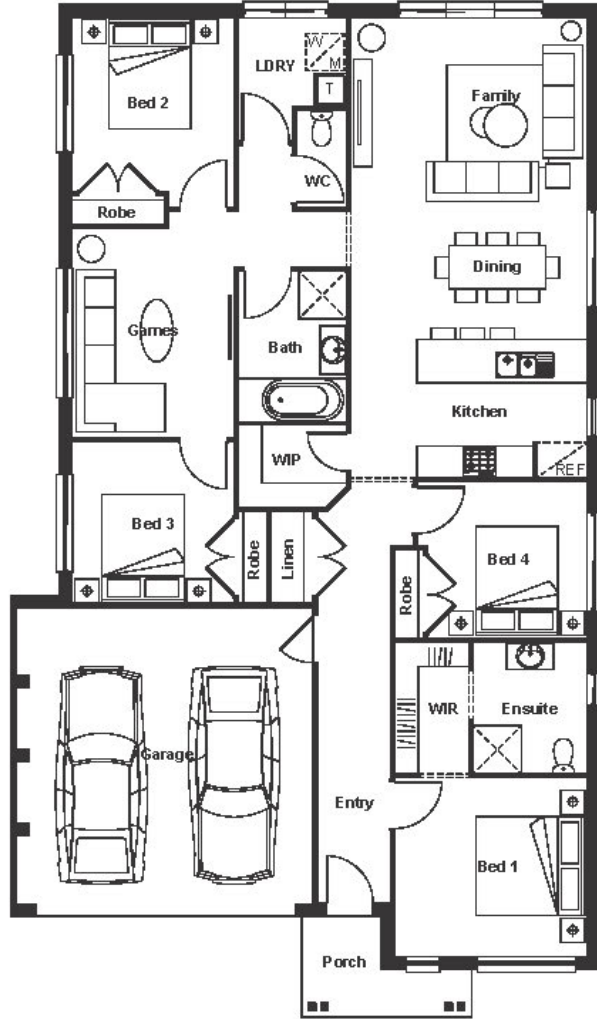 W
M
LDRY
T
Family
Bed 2
WC
Robe
Dining
Games
Bath
Kitchen
WIP
REF
Bed 3
Robe
Linen
Bed 4
Robe
WIR
Ensuite
Garage
Entry
Bed 1
Porch